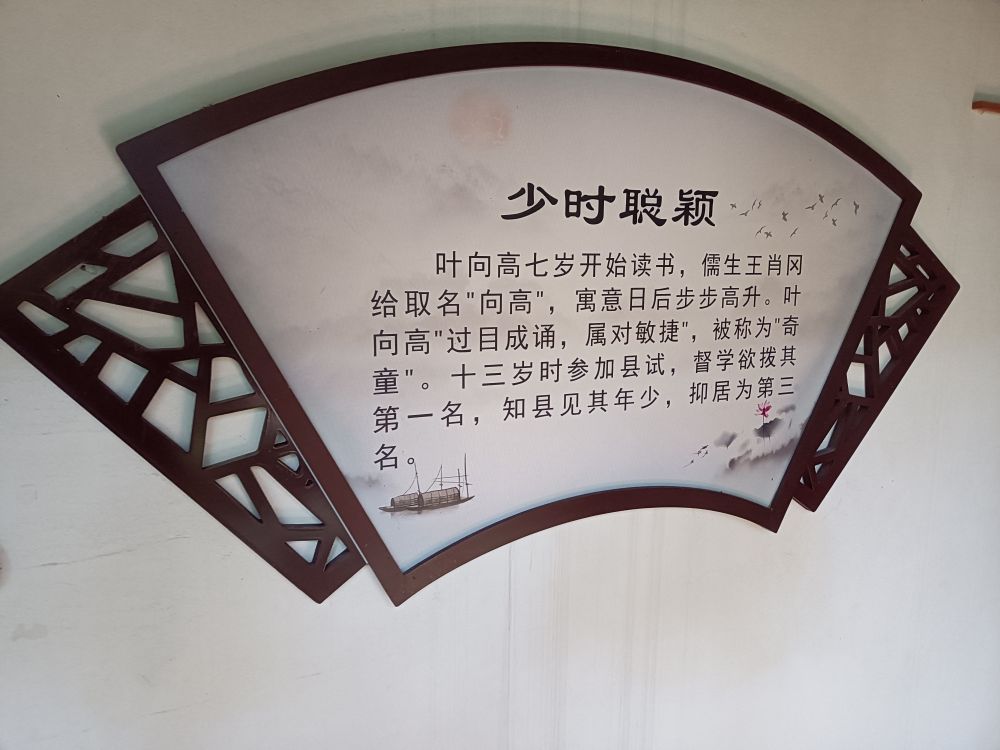 少时聪颖
叶向高七岁开始读书，儒生王肖冈
给取名"向高"，寓意日后步步高升。叶
向高"过目成诵，属对敏捷"，被称为"奇
童"。十三岁时参加县试，督学欲拨其
第一名，知县见其年少，抑居为第三
名。